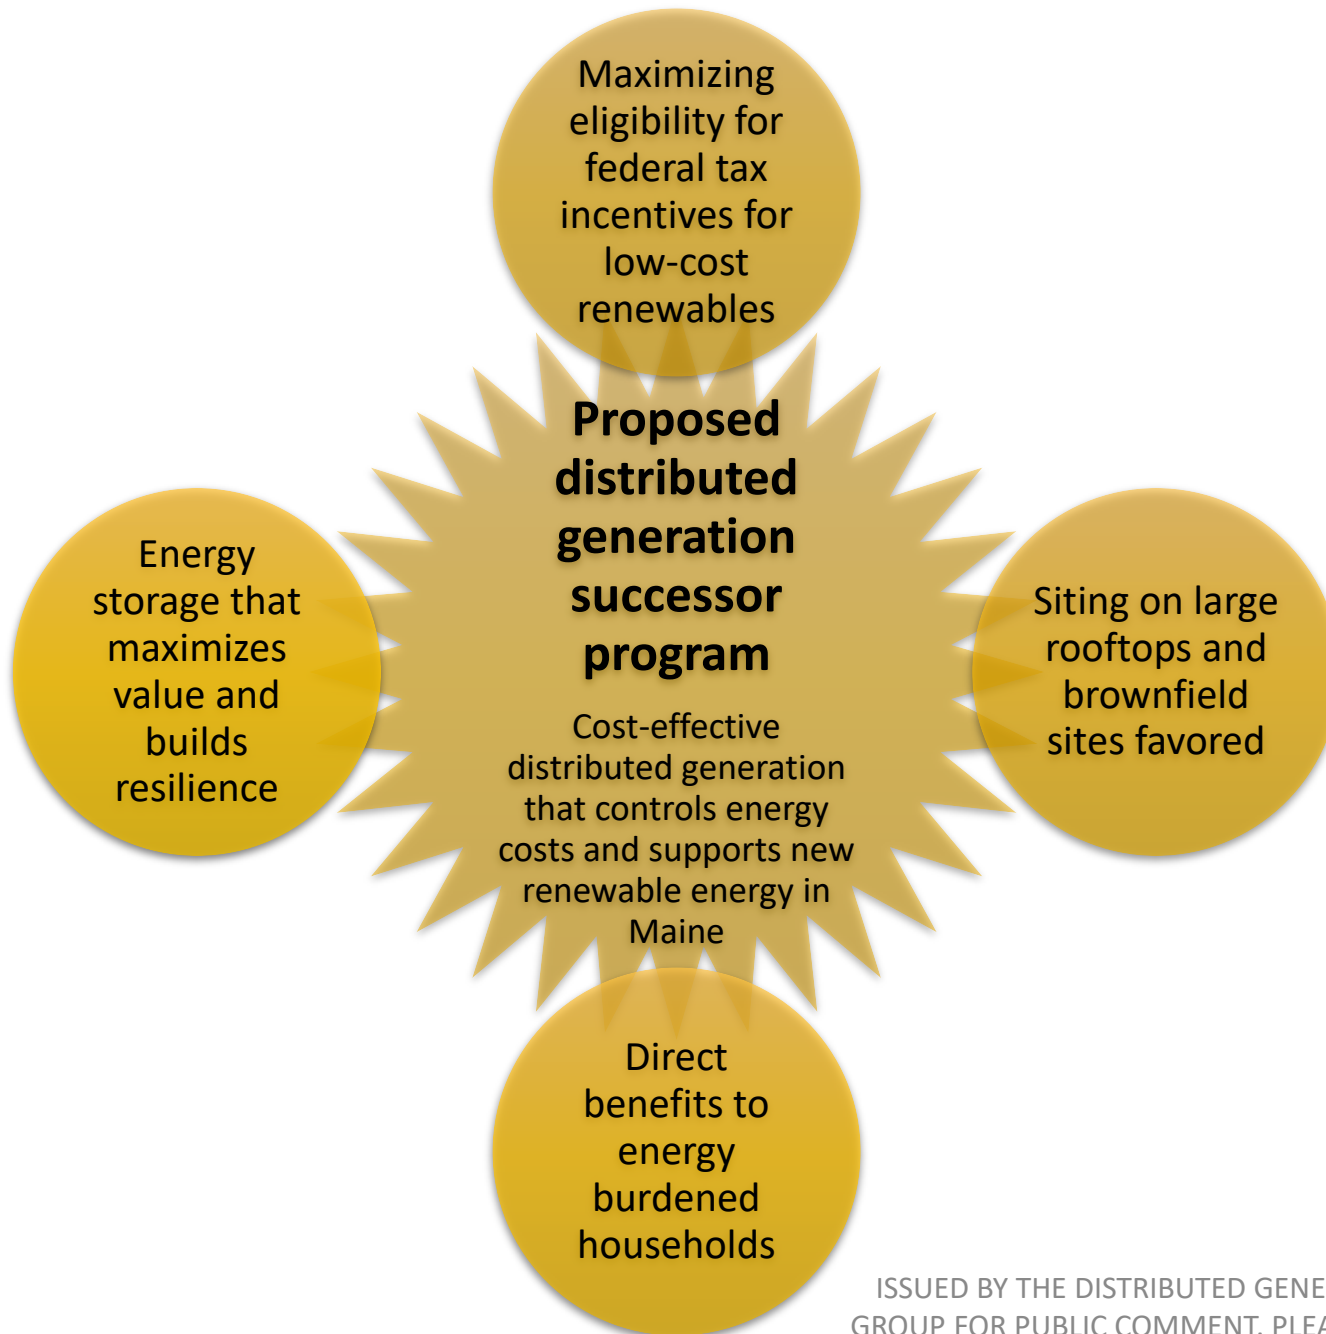 Maximizing
eligibility for
federal tax
incentives for
low-cost
renewables
Proposed
distributed
generation
successor
program
Cost-effective
distributed generation
that controls energy
costs and supports new
renewable energy in
Maine
Energy
storage that
maximizes
value and
builds
resilience
Siting on large
rooftops and
brownfield
sites favored
Direct
benefits to
energy
burdened
households
ISSUED BY THE DISTRIBUTED
GROUP FOR PUBLIC COMMENT.